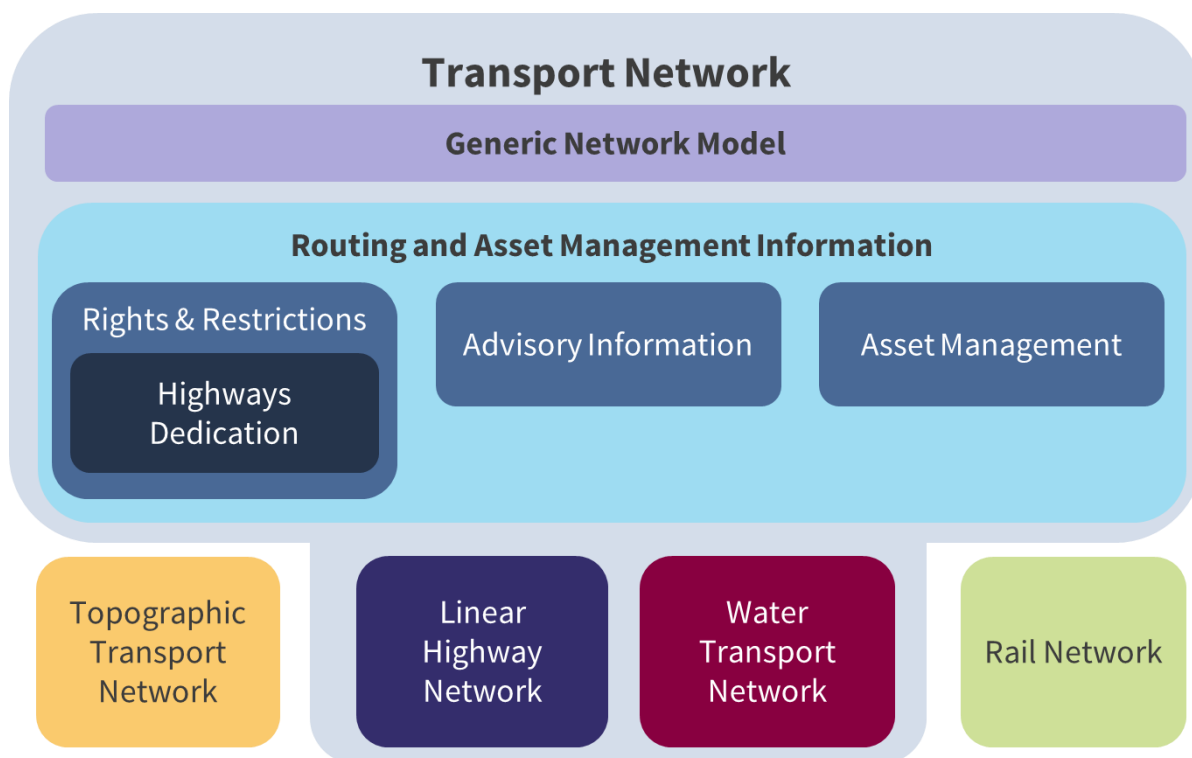 Transport Network
Generic Network Model
Routing and Asset Management Information
Rights & Restrictions
Highways
Dedication
Advisory Information
Asset Management
Topographic
Transport
Network
Linear
Highway
Network
Water
Transport
Network
Rail Network